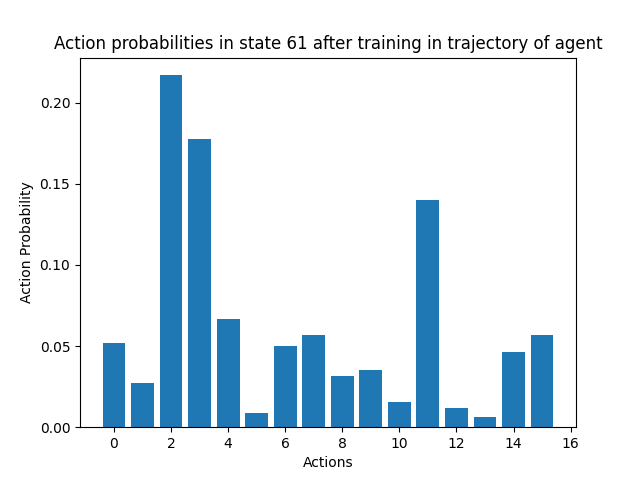 Action probabilities in state 61 after training in trajectory of agent
0.20
0.15
0.10
0.05
0.00
Action Probability
0 2 4 6 8 10 12 14 16
Actions